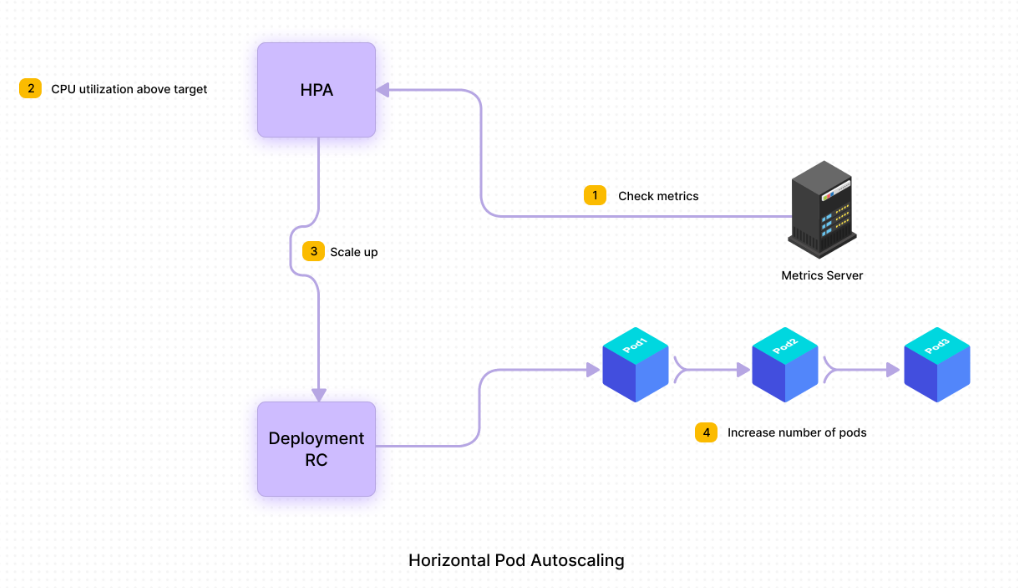 HPA
2
CPU utilization above target
1
Check metrics
3
Scale up
Metrics Server
Pod1
Pod2
Pod3
Deployment
RC
4
Increase number of pods
Horizontal Pod Autoscaling